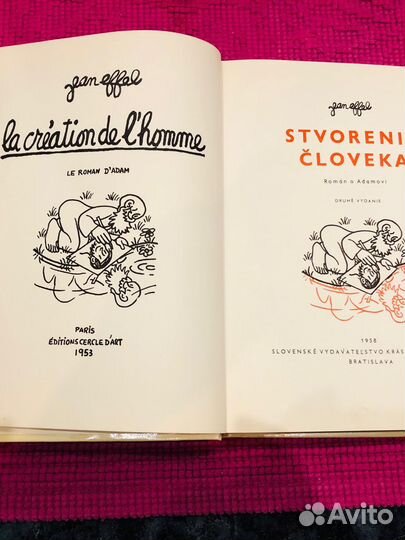 jean effel
la création de l'homme
LE ROMAN D'ADAM
PARIS
ÉDITIONS CERCLE D'ART
1953
jean effel
STVORENI
ČLOVEKA
Román o Adamovi
DRUHÉ VYDANIE
1958
SLOVENSKÉ VYDAVATEĽSTVO KRÁS
BRATISLAVA
Avito